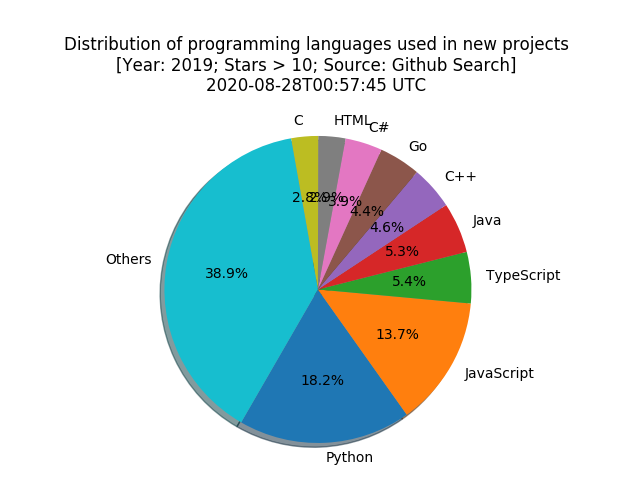 Distribution of programming languages used in new projects
[Year: 2019; Stars > 10; Source: Github Search]
2020-08-28T00:57:45 UTC
C
HTML
C#
Go
C++
Java
TypeScript
JavaScript
Python
Others
2.8%
2.9%
3.9%
4.4%
4.6%
5.3%
5.4%
13.7%
18.2%
38.9%